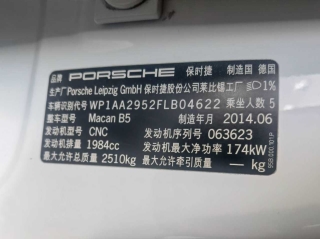 品牌 PORSCHE 保时捷 制造国 德国
生产厂 Porsche Leipzig GmbH 保时捷股份公司莱比锡工厂 1%
车辆识别代号 WP1AA2952FLB04622 乘坐人数 5
整车型号 Macan B5 制造年月 2014.06
发动机型号 CNC 发动机序列号 063623
发动机排量 1984cc 发动机最大净功率 174kW
最大允许总质量 2510kg 最大允许牵引质量 — kg